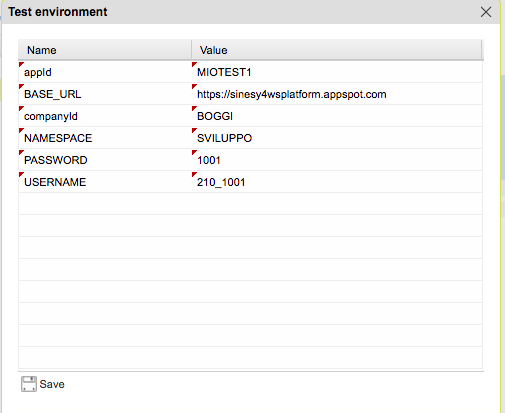 Test environment
Name Value
appId MIOTEST1
BASE_URL https://sinesy4wsplatform.appspot.com
companyId BOGGI
NAMESPACE SVILUPPO
PASSWORD 1001
USERNAME 210_1001
Save